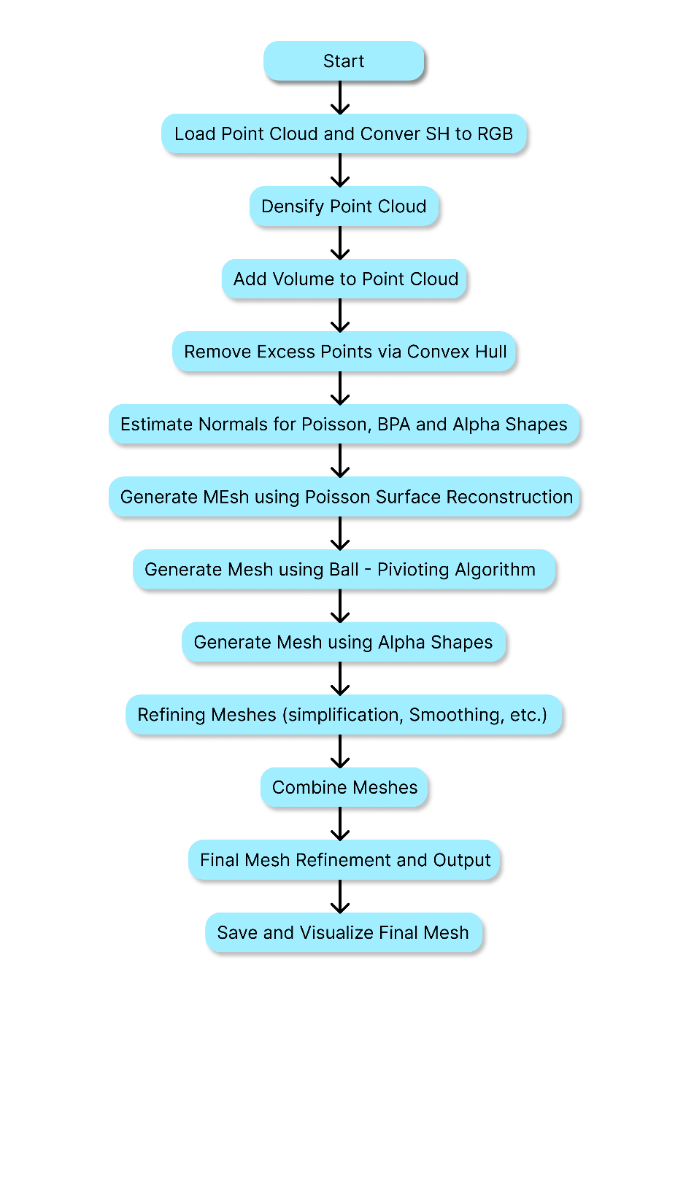 Start
Load Point Cloud and Conver SH to RGB
Densify Point Cloud
Add Volume to Point Cloud
Remove Excess Points via Convex Hull
Estimate Normals for Poisson, BPA and Alpha Shapes
Generate MEsh using Poisson Surface Reconstruction
Generate Mesh using Ball - Pivioting Algorithm
Generate Mesh using Alpha Shapes
Refining Meshes (simplification, Smoothing, etc.)
Combine Meshes
Final Mesh Refinement and Output
Save and Visualize Final Mesh